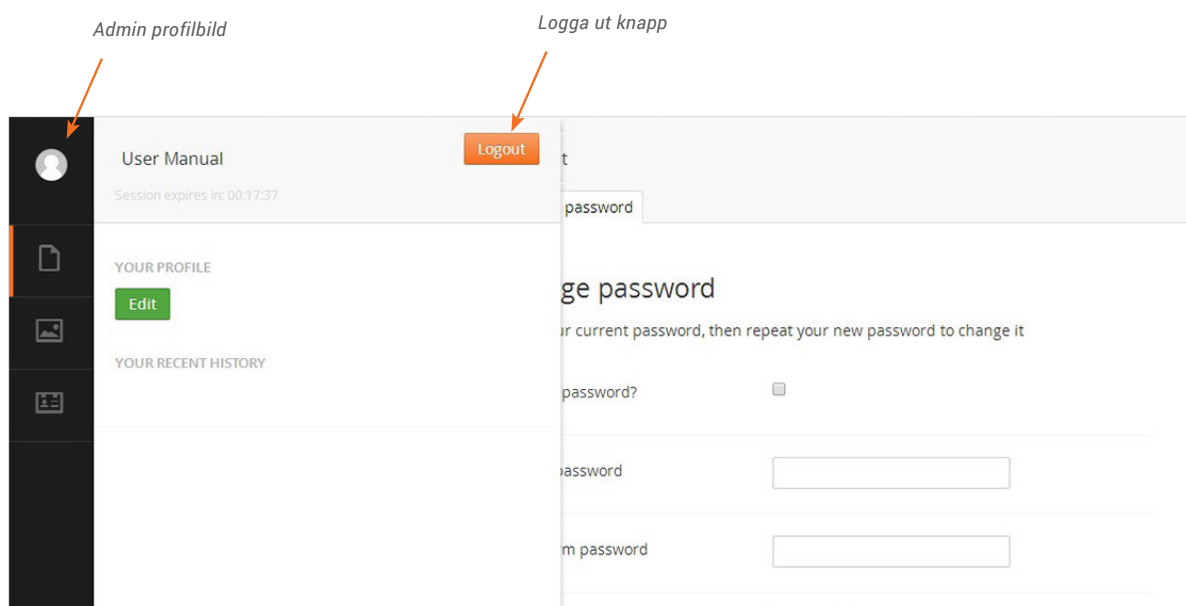 Admin profilbild
Logga ut knapp
User Manual
Logout
Session expires in: 00:17:37
YOUR PROFILE
Edit
YOUR RECENT HISTORY
t
password
ge password
ur current password, then repeat your new password to change it
password?
password
m password